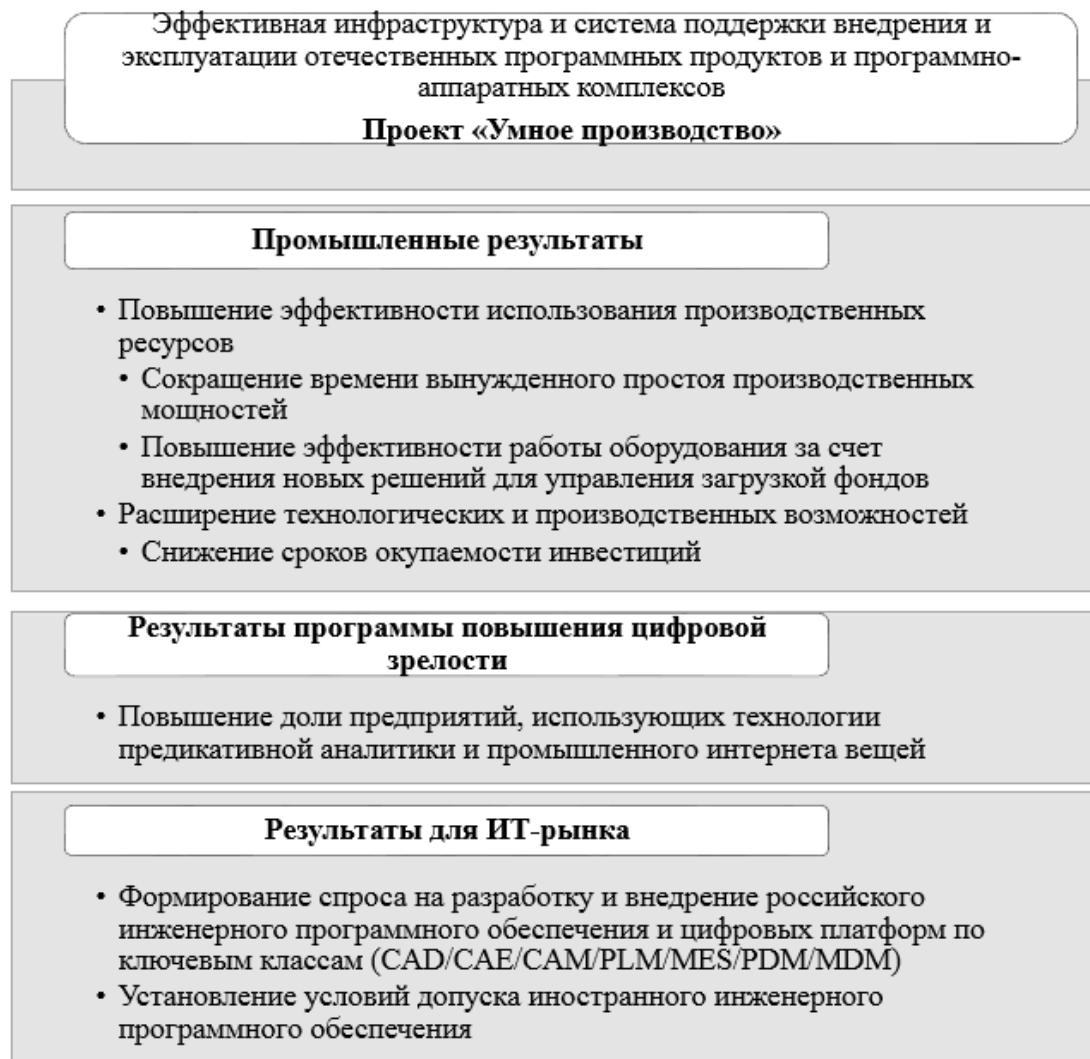 Эффективная инфраструктура и система поддержки внедрения и
эксплуатации отечественных программных продуктов и программно-
аппаратных комплексов
Проект «Умное производство»
Промышленные результаты
• Повышение эффективности использования производственных
ресурсов
• Сокращение времени вынужденного простоя производственных
мощностей
• Повышение эффективности работы оборудования за счет
внедрения новых решений для управления загрузкой фондов
• Расширение технологических и производственных возможностей
• Снижение сроков окупаемости инвестиций
Результаты программы повышения цифровой
зрелости
• Повышение доли предприятий, использующих технологии
предикативной аналитики и промышленного интернета вещей
Результаты для ИТ-рынка
• Формирование спроса на разработку и внедрение российского
инженерного программного обеспечения и цифровых платформ по
ключевым классам (CAD/CAE/CAM/PLM/MES/PDM/MDM)
• Установление условий допуска иностранного инженерного
программного обеспечения